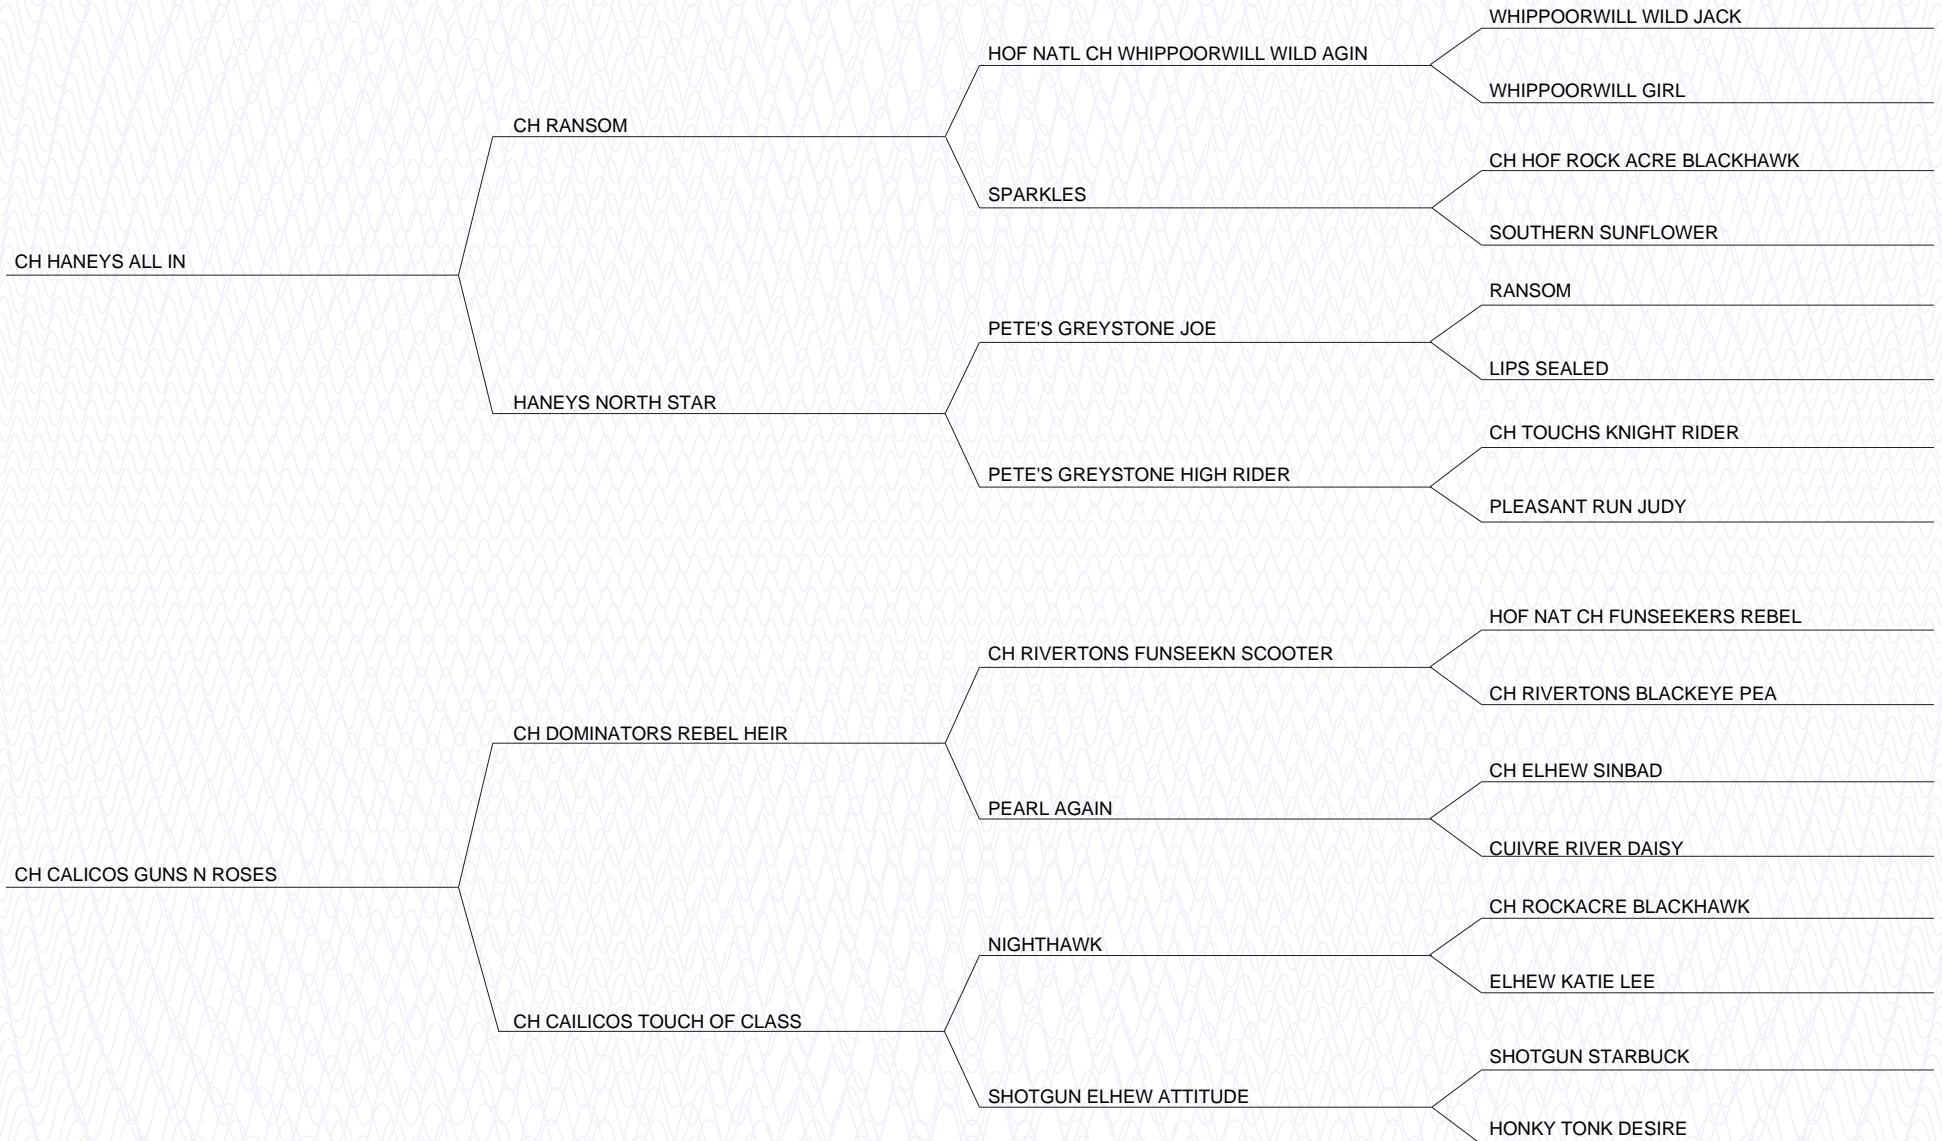 WHIPPOORWILL WILD JACK
HOF NATL CH WHIPPOORWILL WILD AGIN
WHIPPOORWILL GIRL
CH RANSOM
CH HOF ROCK ACRE BLACKHAWK
SPARKLES
SOUTHERN SUNFLOWER
CH HANEYS ALL IN
RANSOM
PETE'S GREYSTONE JOE
LIPS SEALED
HANEYS NORTH STAR
CH TOUCHS KNIGHT RIDER
PETE'S GREYSTONE HIGH RIDER
PLEASANT RUN JUDY
HOF NAT CH FUNSEEKERS REBEL
CH RIVERTONS FUNSEEKN SCOOTER
CH RIVERTONS BLACKEYE PEA
CH DOMINATORS REBEL HEIR
CH ELHEW SINBAD
PEARL AGAIN
CUIVRE RIVER DAISY
CH CALICOS GUNS N ROSES
CH ROCKACRE BLACKHAWK
NIGHTHAWK
ELHEW KATIE LEE
CH CAILICOS TOUCH OF CLASS
SHOTGUN STARBUCK
SHOTGUN ELHEW ATTITUDE
HONKY TONK DESIRE